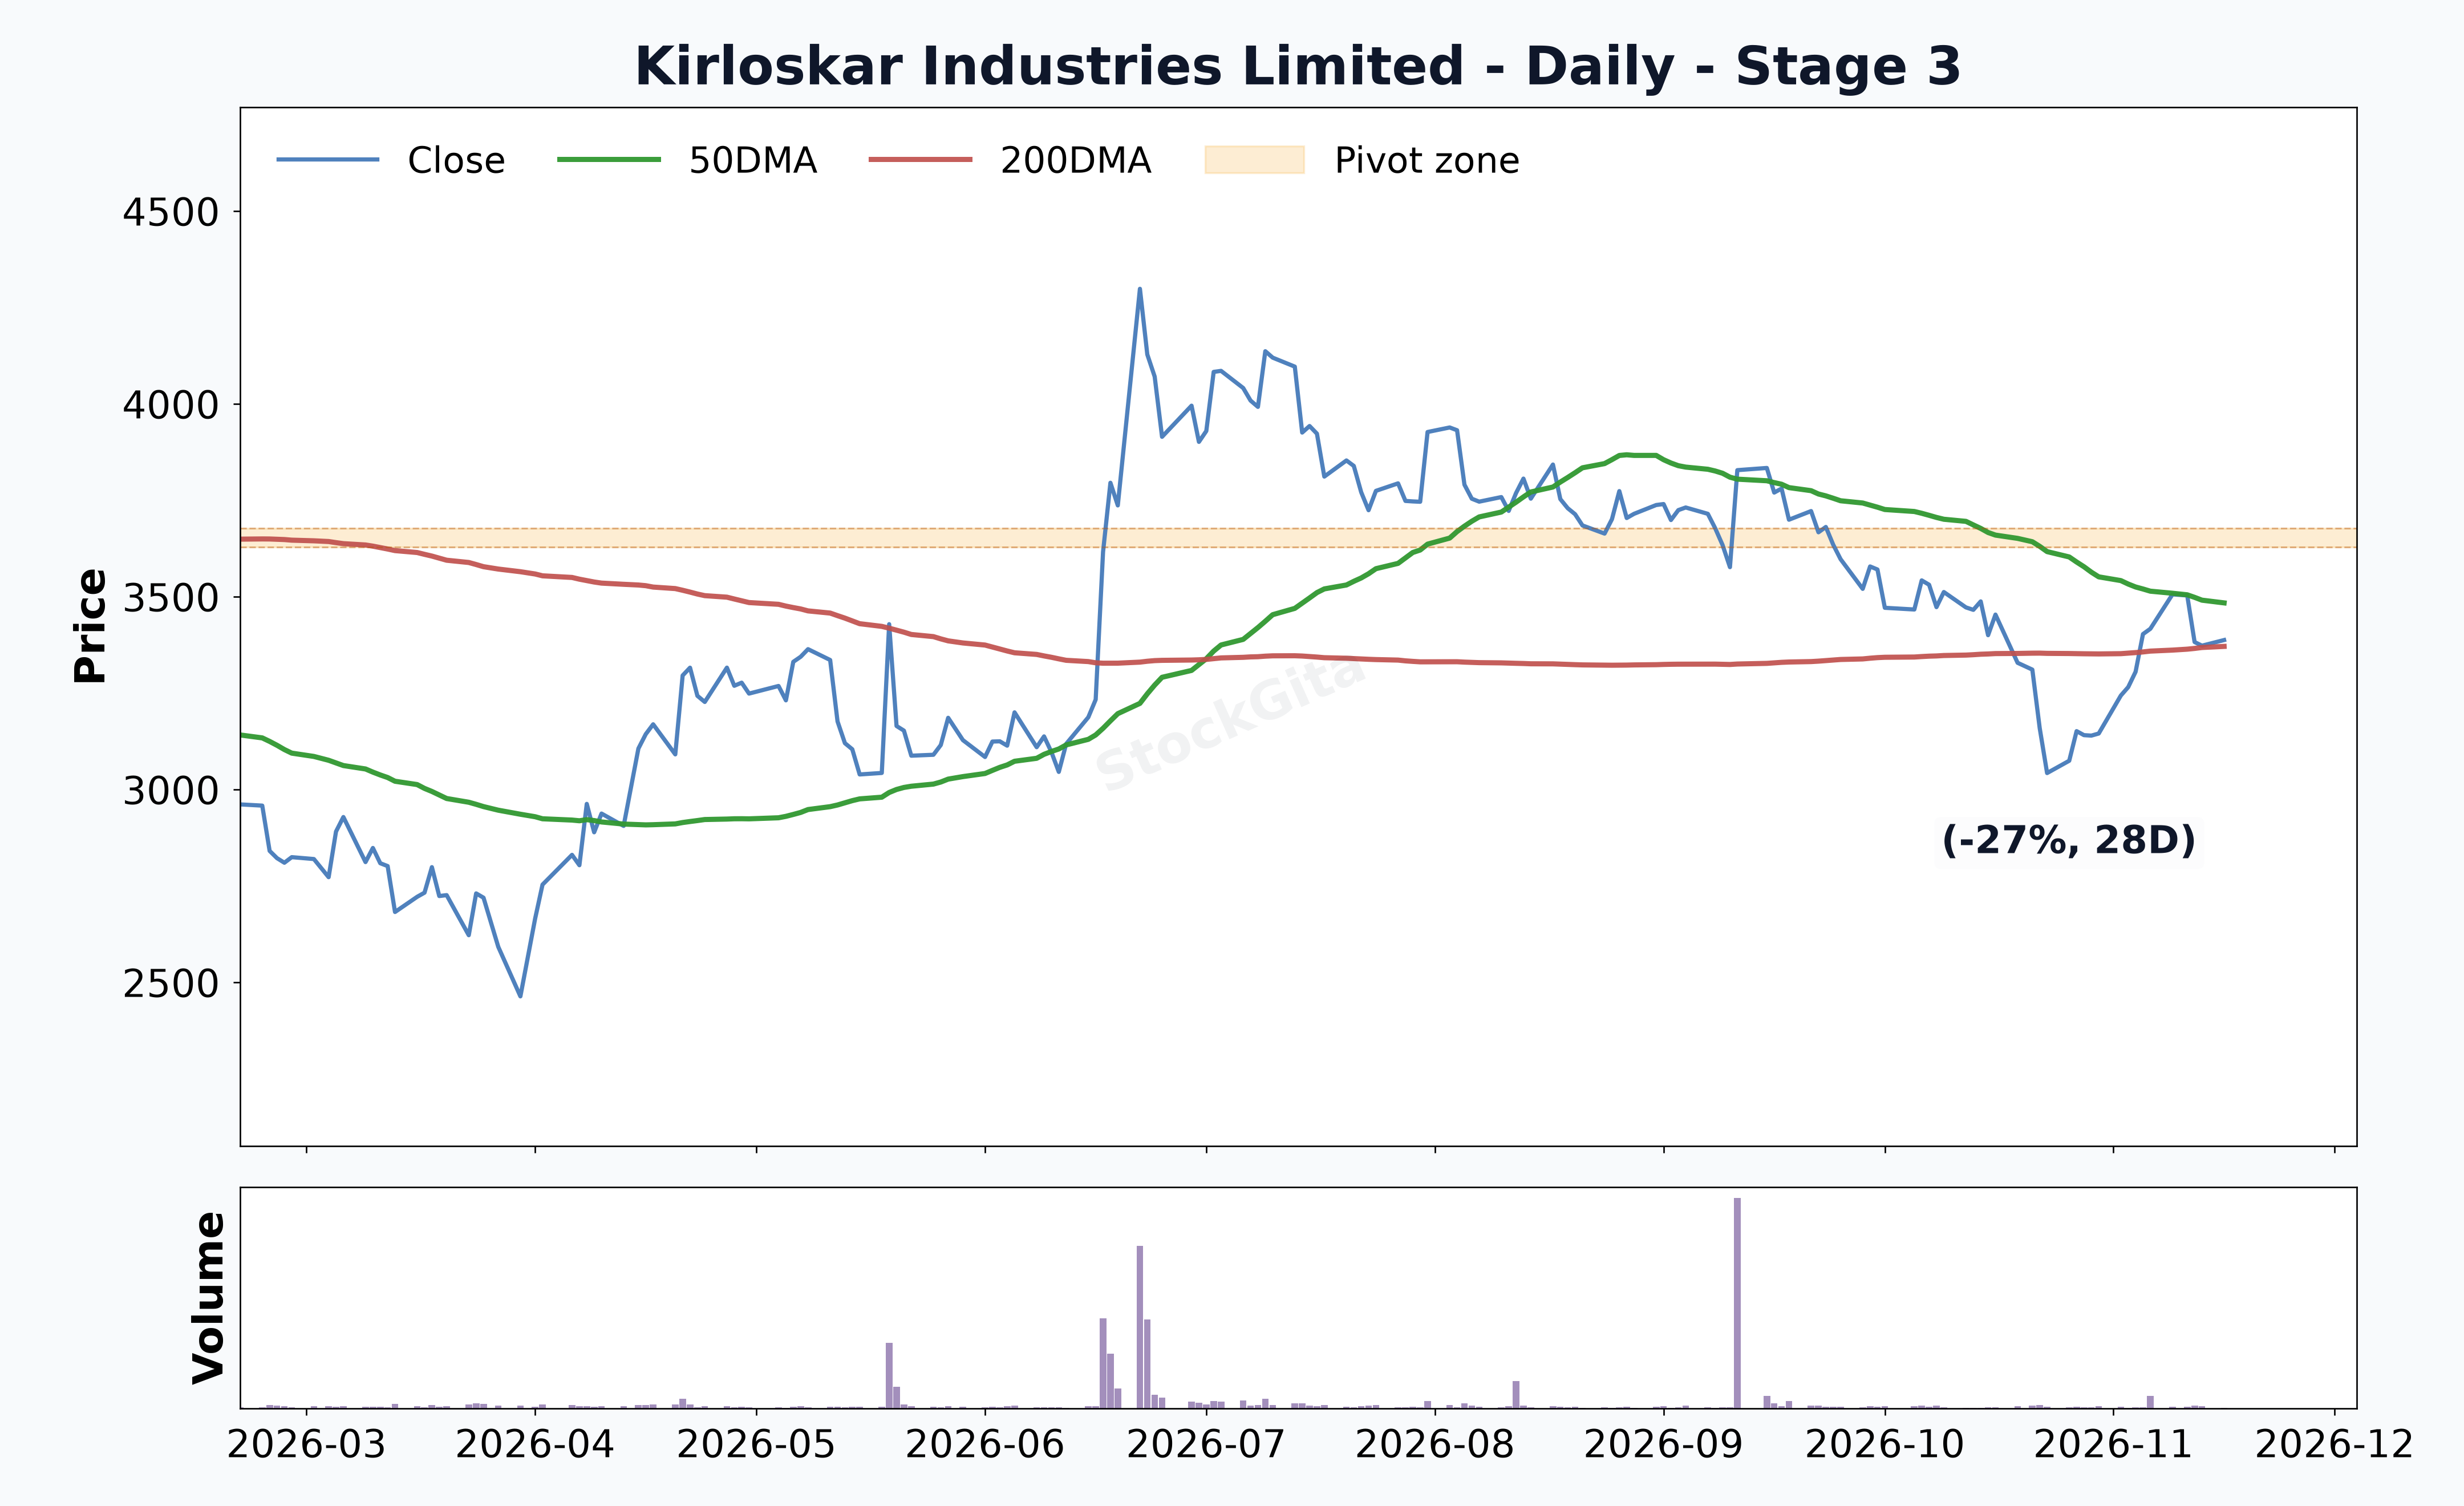 Kirloskar Industries Limited - Daily - Stage 3
Close 50DMA 200DMA Pivot zone
4500
4000
3500
3000
2500
Price
StockGita
(-27%, 28D)
Volume
2026-03 2026-04 2026-05 2026-06 2026-07 2026-08 2026-09 2026-10 2026-11 2026-12